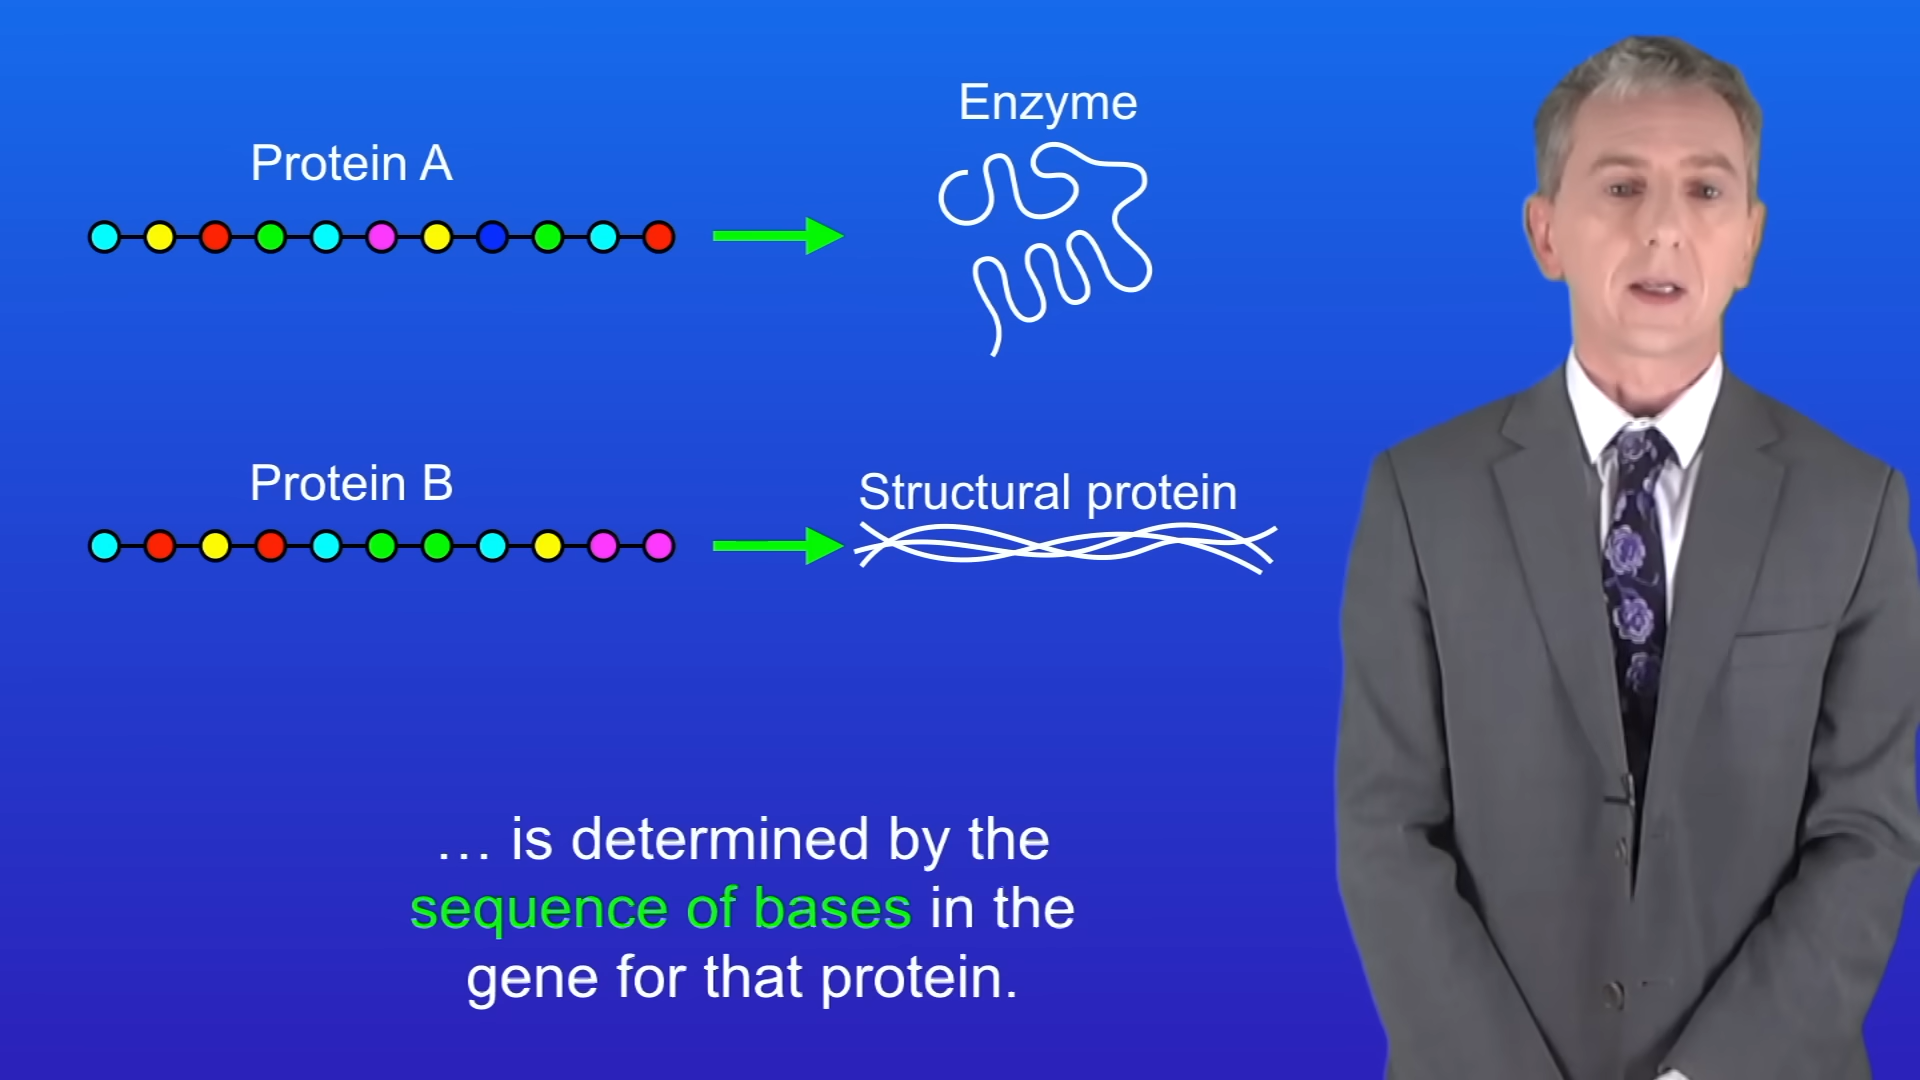 Protein A
Enzyme
Protein B
Structural protein
… is determined by the
sequence of bases in the
gene for that protein.